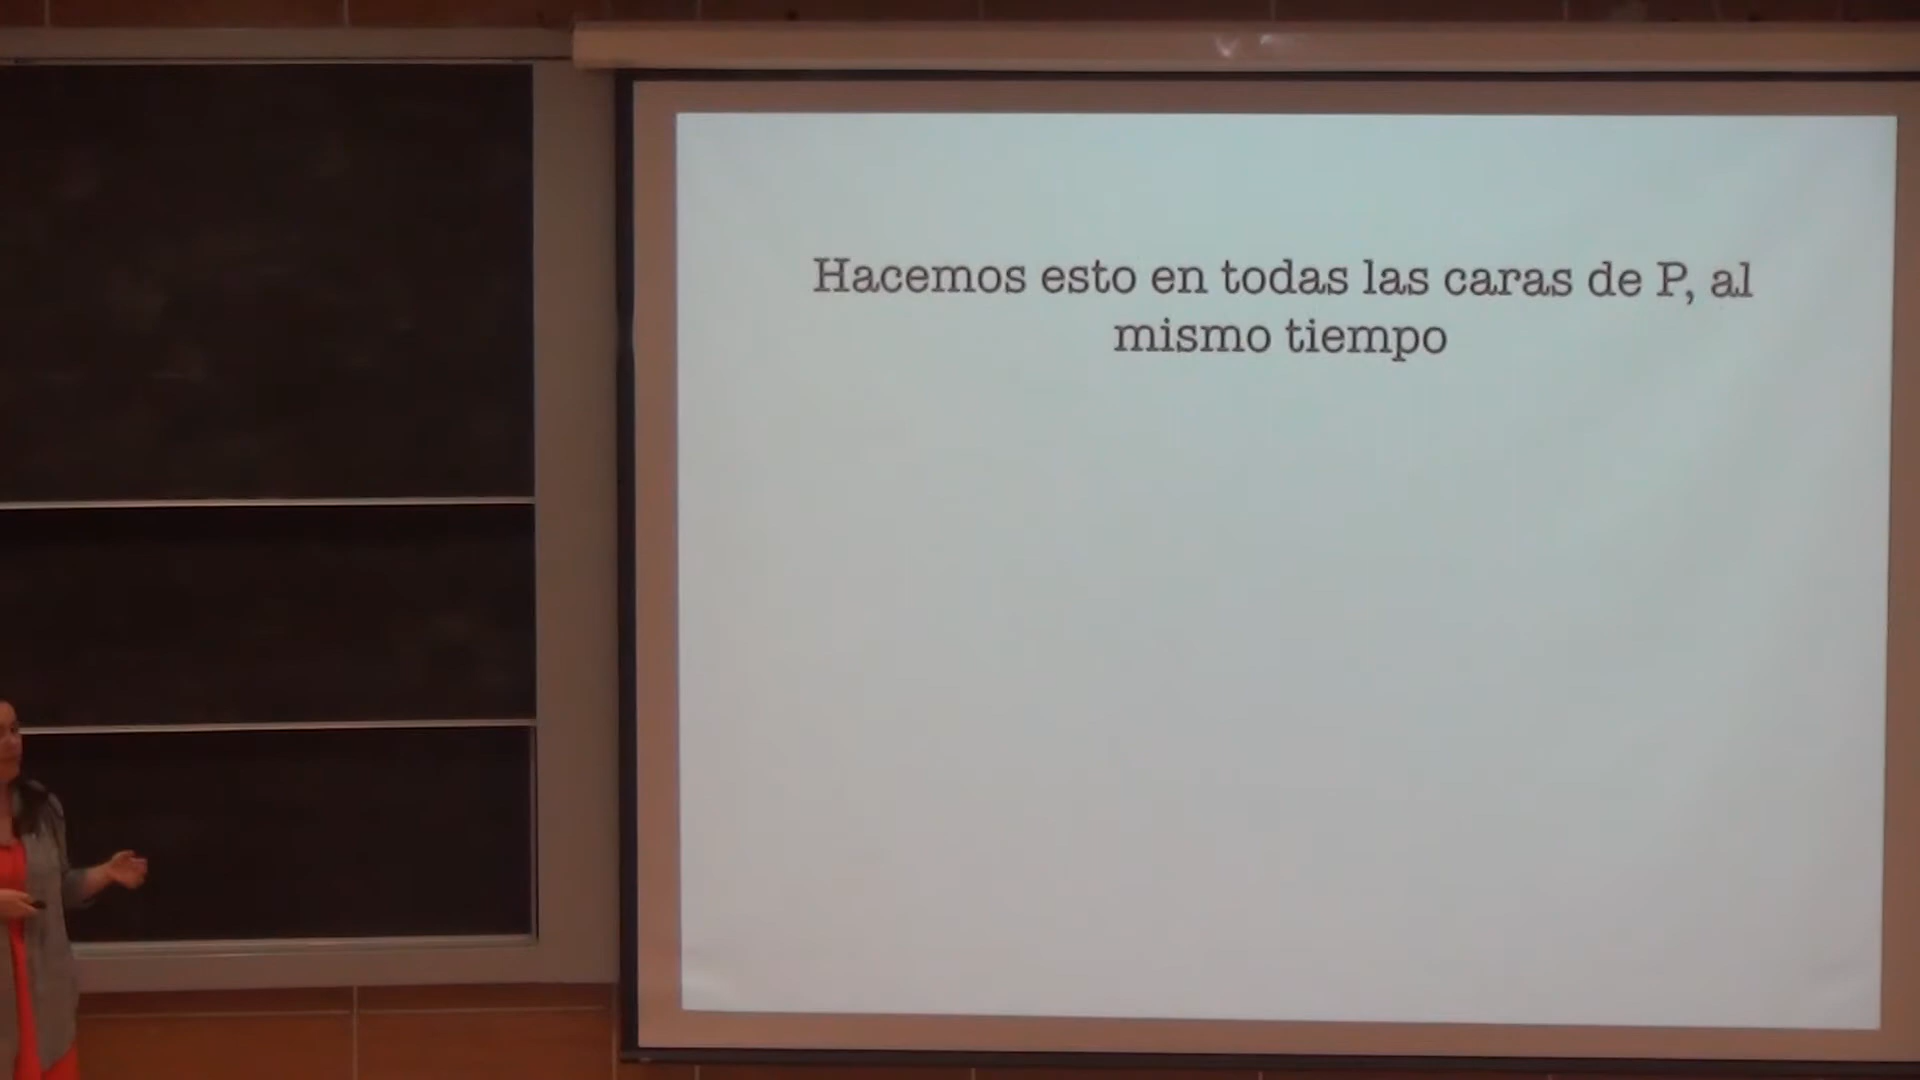 Hacemos esto en todas las caras de P, al
mismo tiempo